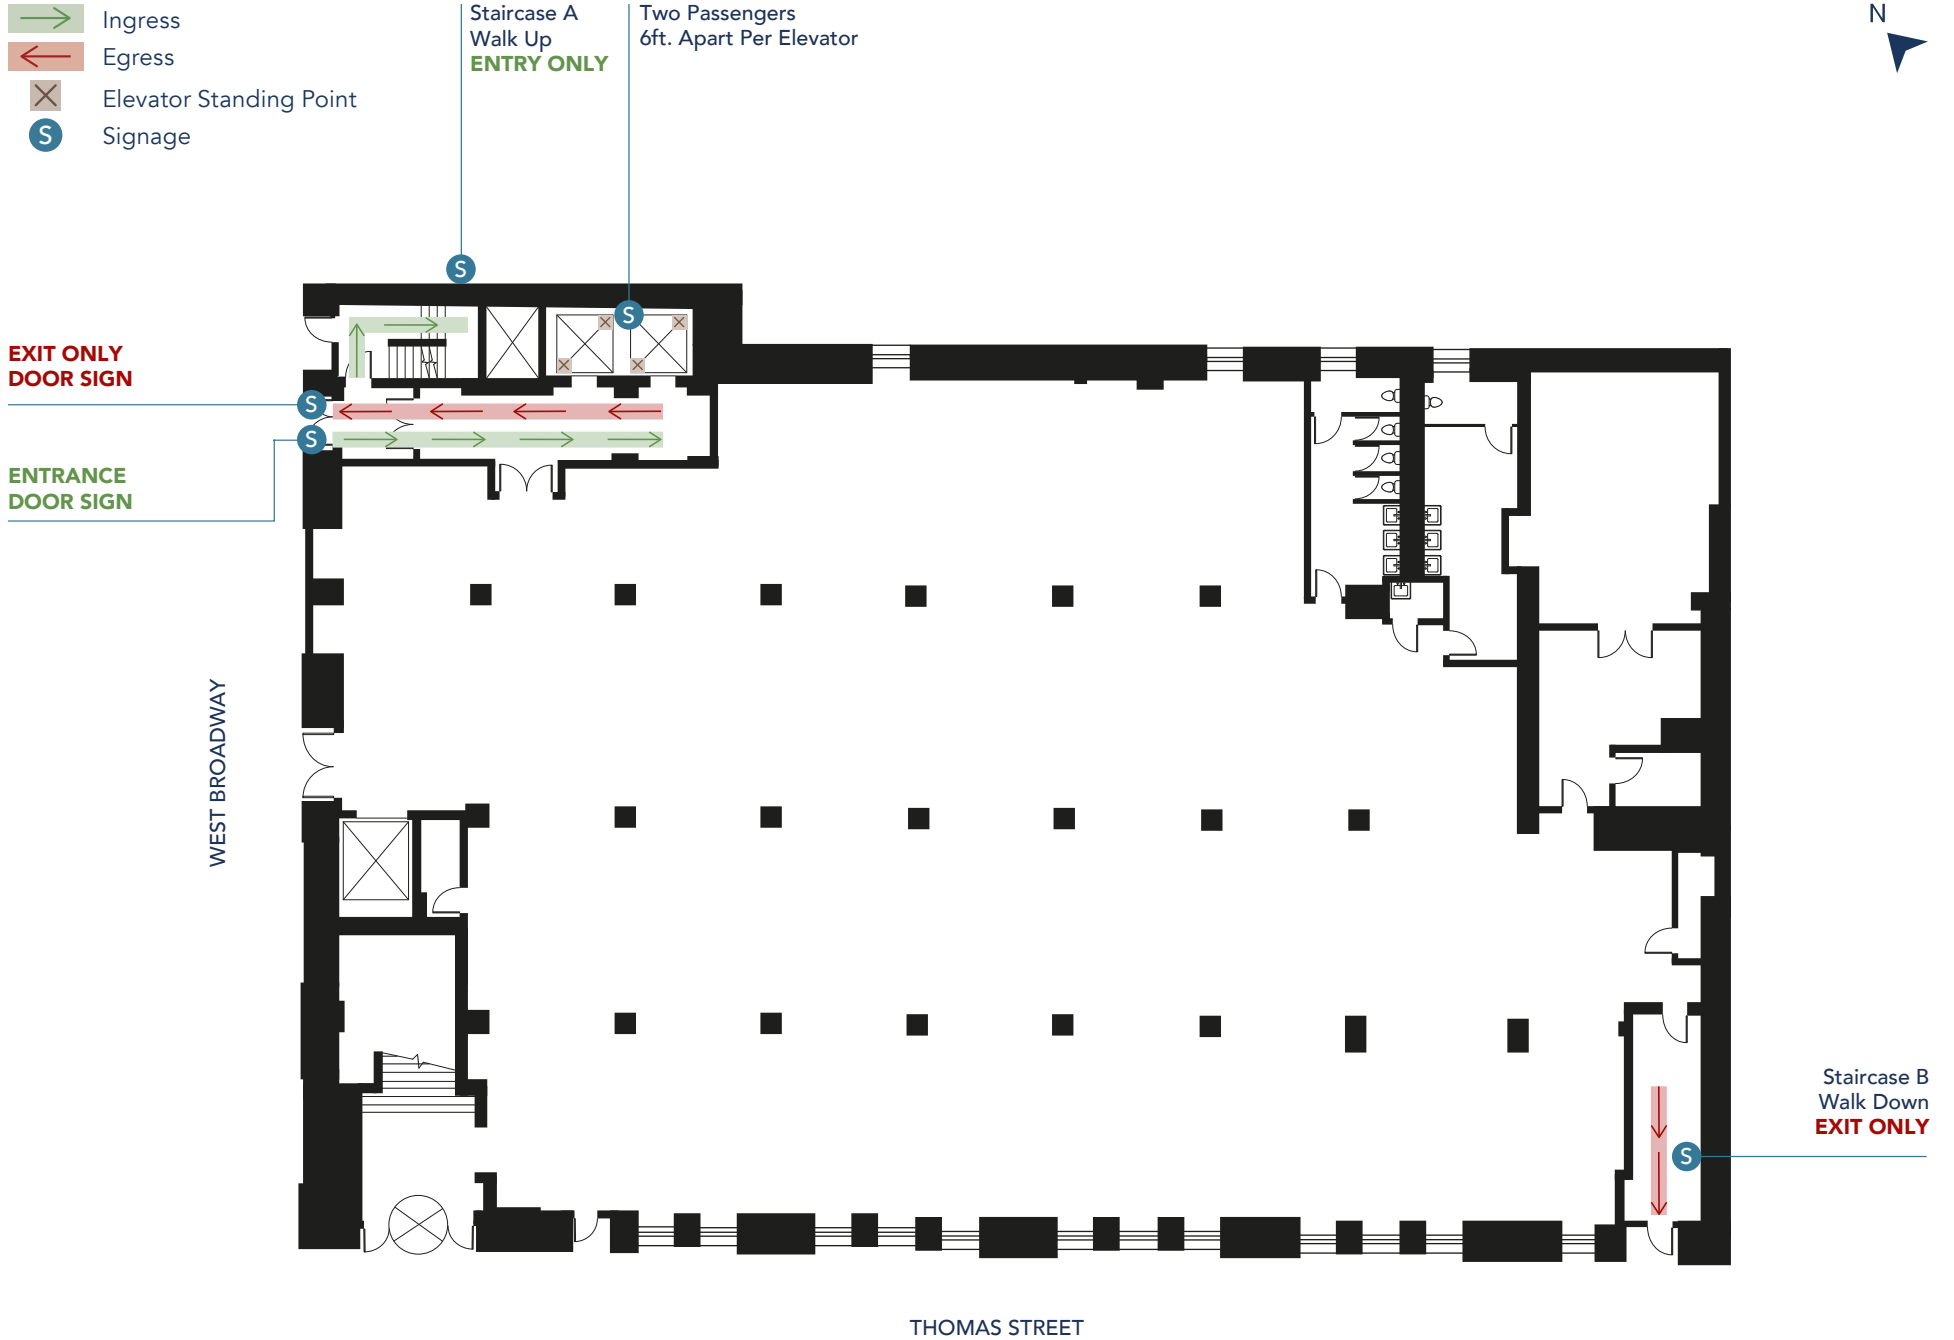 Ingress
Egress
Elevator Standing Point
S
Signage
Staircase A
Walk Up
ENTRY ONLY
Two Passengers
6ft. Apart Per Elevator
N
S
S
EXIT ONLY
DOOR SIGN
S
S
ENTRANCE
DOOR SIGN
WEST BROADWAY
Staircase B
Walk Down
EXIT ONLY
S
THOMAS STREET